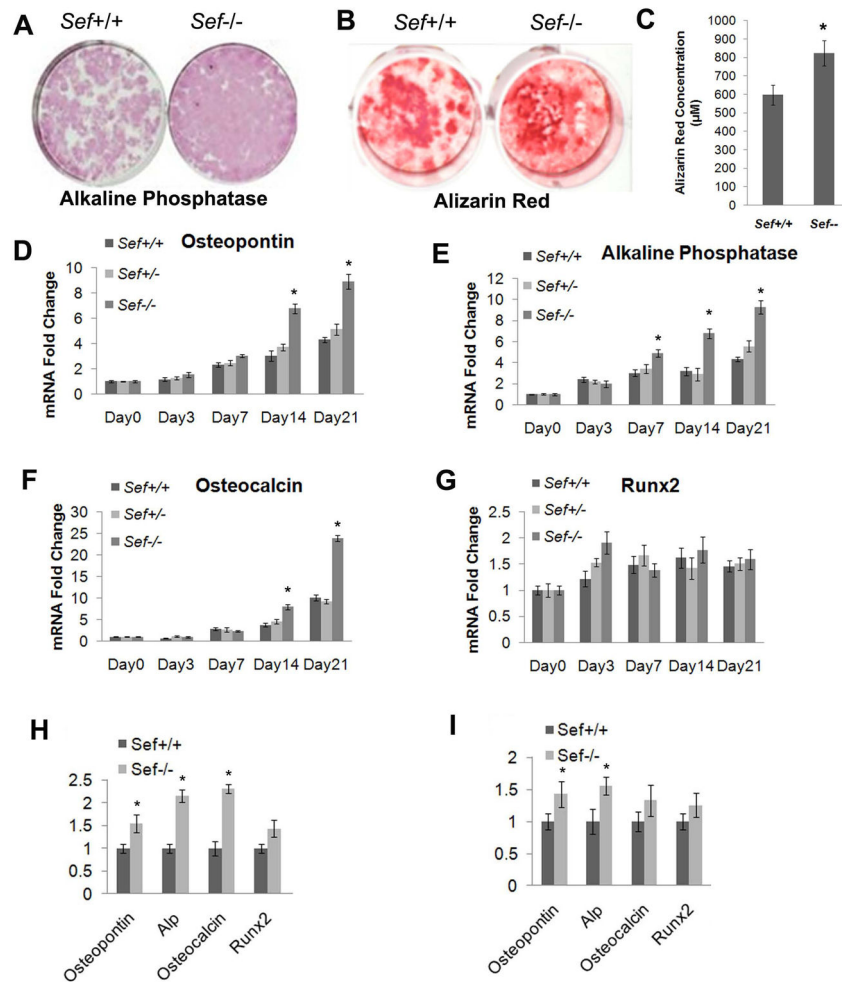 A
Sef+/+ Sef-/-
Alkaline Phosphatase
B
Sef+/+ Sef-/-
Alizarin Red
C
Alizarin Red Concentration
(µM)
1000
900
800
700
600
500
400
300
200
100
0
*
Sef+/+ Sef--
D
Osteopontin
Sef+/+
Sef+/-
Sef-/-
mRNA Fold Change
10
8
6
4
2
0
* *
Day0 Day3 Day7 Day14 Day21
E
Alkaline Phosphatase
Sef+/+
Sef+/-
Sef-/-
mRNA Fold Change
12
10
8
6
4
2
0
* * *
Day0 Day3 Day7 Day14 Day21
F
Osteocalcin
Sef+/+
Sef+/-
Sef-/-
mRNA Fold Change
30
25
20
15
10
5
0
* *
Day0 Day3 Day7 Day14 Day21
G
Runx2
Sef+/+
Sef+/-
Sef-/-
mRNA Fold Change
2.5
2
1.5
1
0.5
0
Day0 Day3 Day7 Day14 Day21
H
Sef+/+
Sef-/-
2.5
2
1.5
1
0.5
0
* * *
Osteopontin
Alp
Osteocalcin
Runx2
I
Sef+/+
Sef-/-
2
1.5
1
0.5
0
* *
Osteopontin
Alp
Osteocalcin
Runx2